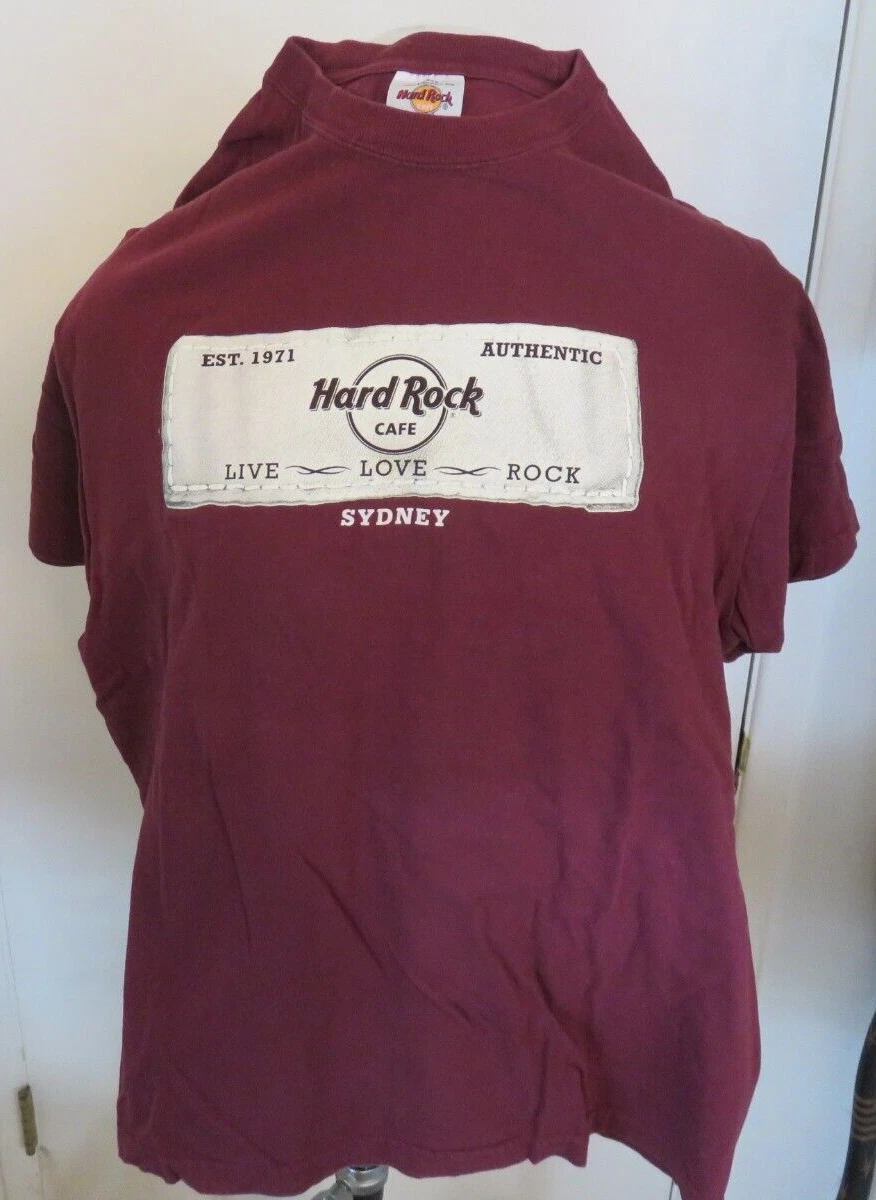 Hard Rock
EST. 1971 AUTHENTIC
Hard Rock ®
CAFE
LIVE LOVE ROCK
SYDNEY